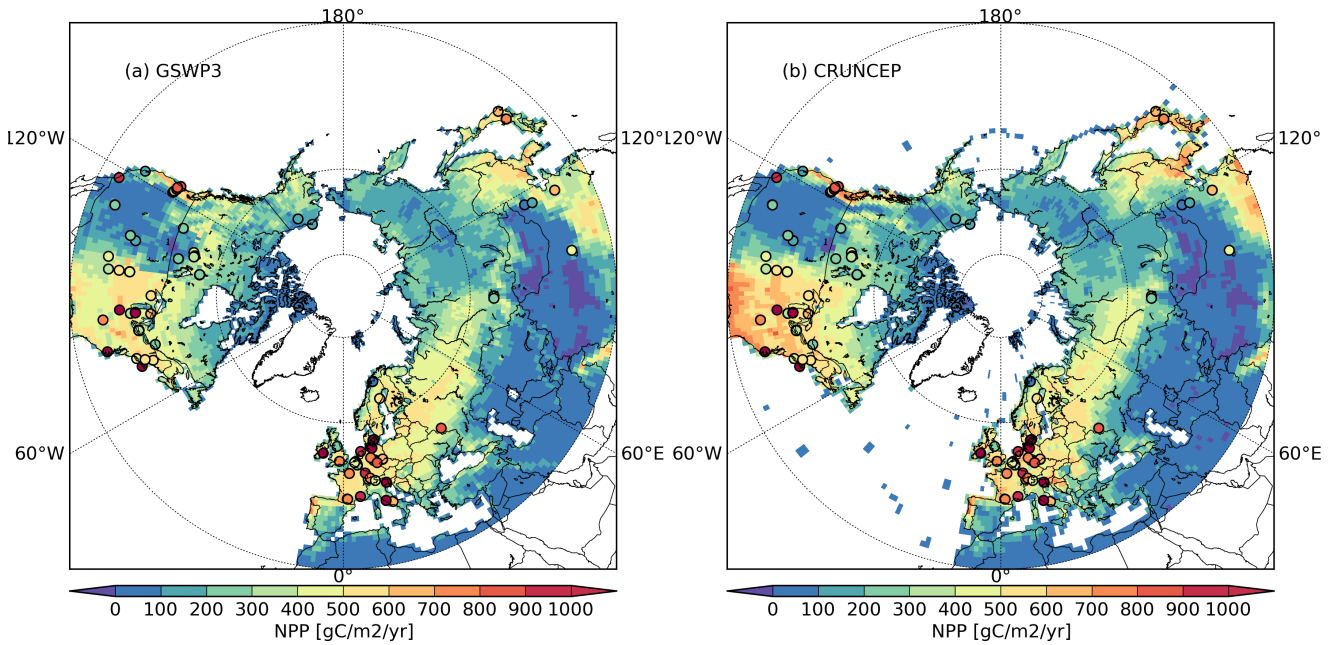 180° 180°
(a) GSWP3 (b) CRUNCEP
120°W 120° 120°W 120°
60°W 60°E 60°W 60°E
0° 0°
0 100 200 300 400 500 600 700 800 900 1000 0 100 200 300 400 500 600 700 800 900 1000
NPP [gC/m2/yr] NPP [gC/m2/yr]